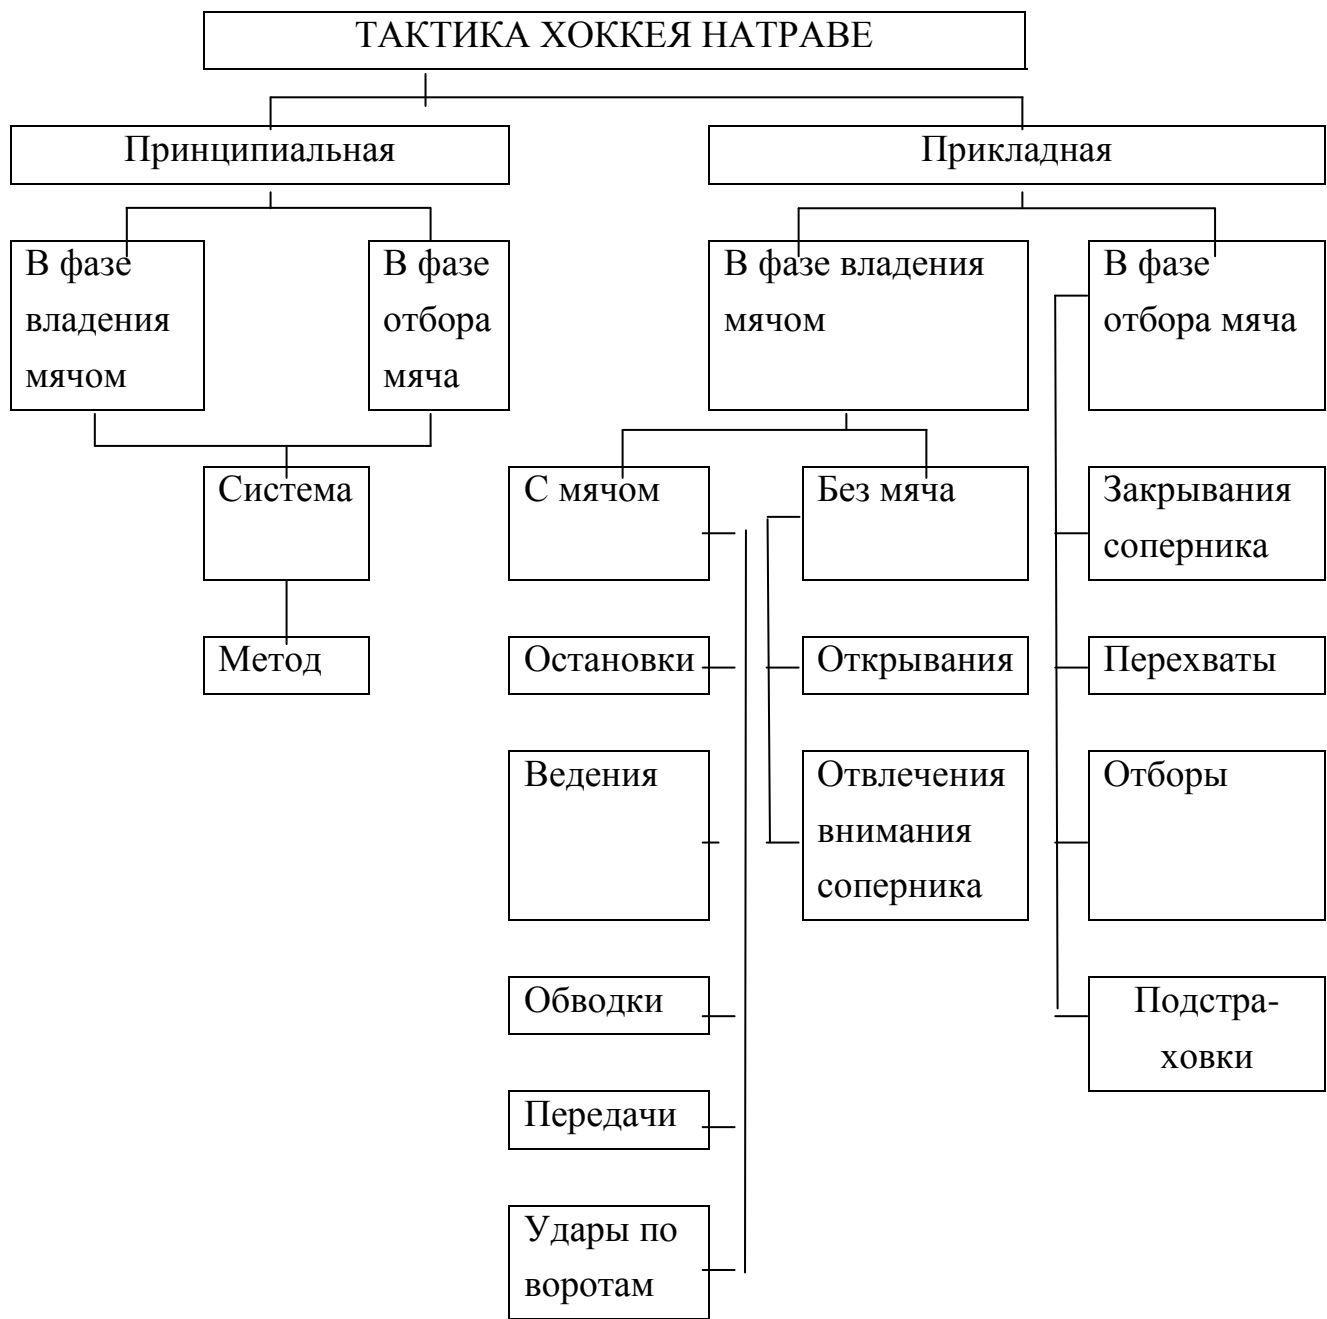 ТАКТИКА ХОККЕЯ НАТРАВЕ
Принципиальная
Прикладная
В фазе
владения
мячом
В фазе
отбора
мяча
В фазе владения
мячом
В фазе
отбора мяча
Система
С мячом
Без мяча
Закрывания
соперника
Метод
Остановки
Открывания
Перехваты
Ведения
Отвлечения
внимания
соперника
Отборы
Обводки
Подстра-
ховки
Передачи
Удары по
воротам